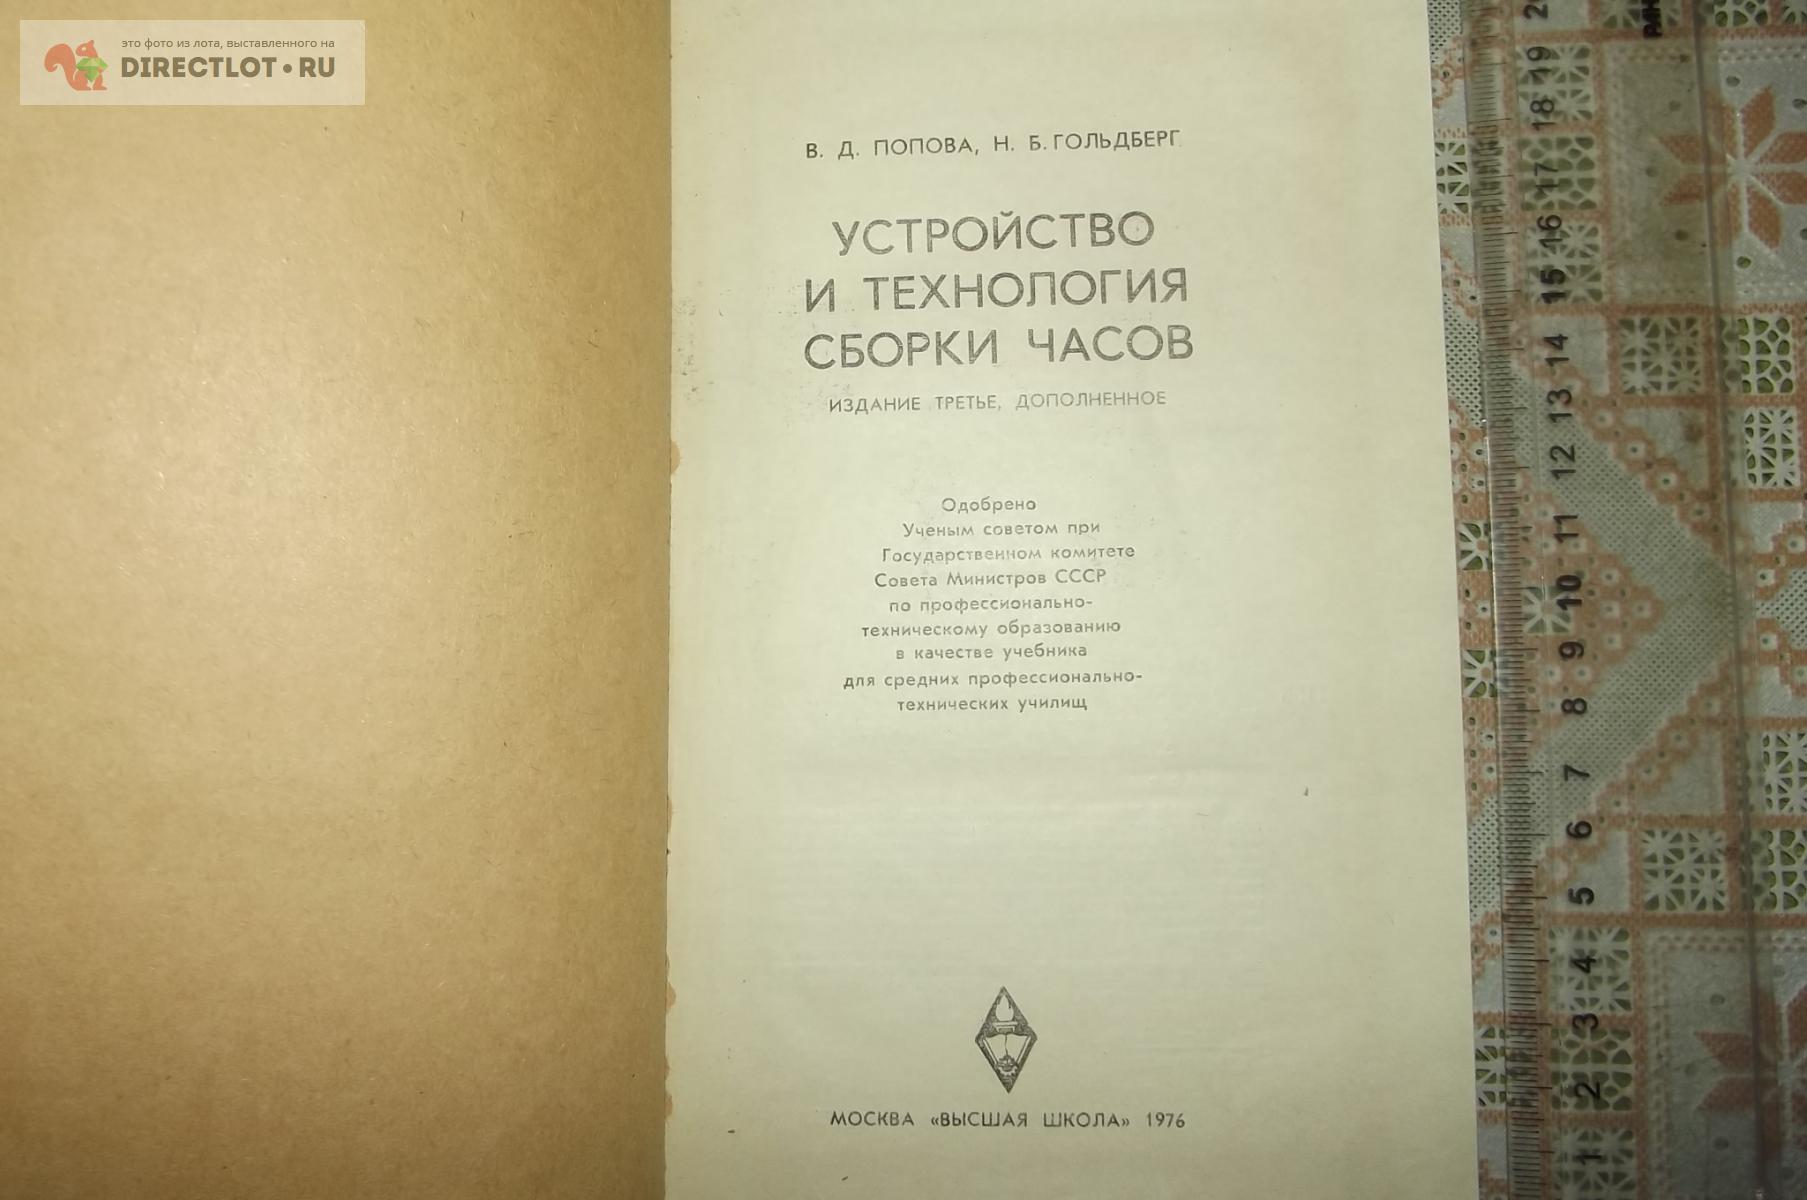 это фото из лота, выставленного на
DIRECTLOT•RU
В. Д. ПОПОВА, Н. Б. ГОЛЬДБЕРГ
УСТРОЙСТВО
И ТЕХНОЛОГИЯ
СБОРКИ ЧАСОВ
ИЗДАНИЕ ТРЕТЬЕ, ДОПОЛНЕННОЕ
Одобрено
Ученым советом при
Государственном комитете
Совета Министров СССР
по профессионально-
техническому образованию
в качестве учебника
для средних профессионально-
технических училищ
МОСКВА «ВЫСШАЯ ШКОЛА» 1976
19
18
17
16
15
14
13
12
11
10
9
8
7
6
5
4
3
2
1